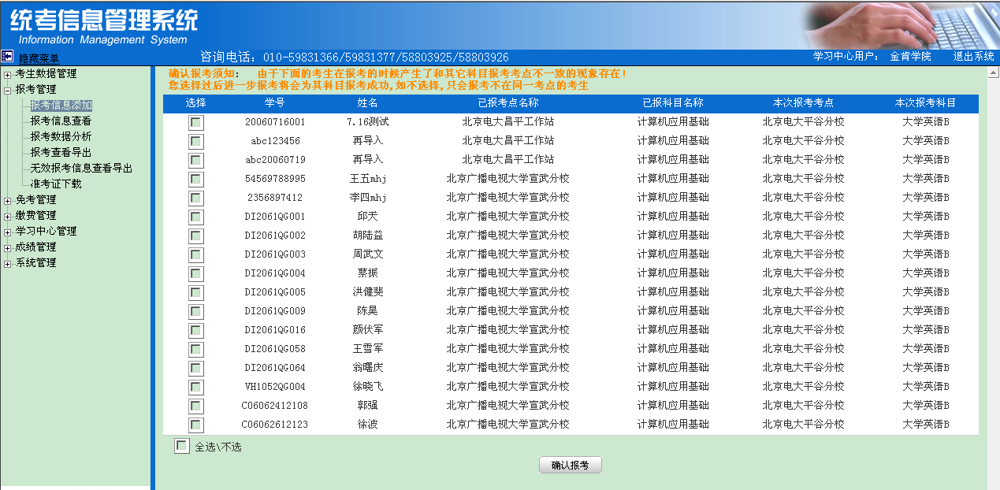 统考信息管理系统
Information Management System
隐藏菜单
咨询电话: 010-59831366/59831377/58803925/58803926
学习中心用户: 金肯学院 退出系统
考生数据管理
报考管理
报考信息添加
报考信息查看
报考数据分析
报考查看导出
无效报考信息查看导出
准考证下载
免考管理
缴费管理
学习中心管理
成绩管理
系统管理
确认报考须知: 由于下面的考生在报考的时候产生了和其它科目报考考点不一致的现象存在!
您选择过后进一步报考将会为其科目报考成功,如不选择,只会报考不在同一考点的考生
选择 学号 姓名 已报考点名称 已报科目名称 本次报考考点 本次报考科目
20060716001 7.16测试 北京电大昌平工作站 计算机应用基础 北京电大平谷分校 大学英语B
abc123456 再导入 北京电大昌平工作站 计算机应用基础 北京电大平谷分校 大学英语B
abc20060719 再导入 北京电大昌平工作站 计算机应用基础 北京电大平谷分校 大学英语B
54569788995 王五mhj 北京广播电视大学宣武分校 计算机应用基础 北京电大平谷分校 大学英语B
2356897412 李四mhj 北京广播电视大学宣武分校 计算机应用基础 北京电大平谷分校 大学英语B
DI2061QG001 邱天 北京广播电视大学宣武分校 计算机应用基础 北京电大平谷分校 大学英语B
DI2061QG002 胡陆益 北京广播电视大学宣武分校 计算机应用基础 北京电大平谷分校 大学英语B
DI2061QG003 周武文 北京广播电视大学宣武分校 计算机应用基础 北京电大平谷分校 大学英语B
DI2061QG004 蔡振 北京广播电视大学宣武分校 计算机应用基础 北京电大平谷分校 大学英语B
DI2061QG005 洪健斐 北京广播电视大学宣武分校 计算机应用基础 北京电大平谷分校 大学英语B
DI2061QG009 陈昊 北京广播电视大学宣武分校 计算机应用基础 北京电大平谷分校 大学英语B
DI2061QG016 颜伏军 北京广播电视大学宣武分校 计算机应用基础 北京电大平谷分校 大学英语B
DI2061QG058 王雪军 北京广播电视大学宣武分校 计算机应用基础 北京电大平谷分校 大学英语B
DI2061QG064 翁曙庆 北京广播电视大学宣武分校 计算机应用基础 北京电大平谷分校 大学英语B
VH1052QG004 徐晓飞 北京广播电视大学宣武分校 计算机应用基础 北京电大平谷分校 大学英语B
C06062412108 郭强 北京广播电视大学宣武分校 计算机应用基础 北京电大平谷分校 大学英语B
C06062612123 徐波 北京广播电视大学宣武分校 计算机应用基础 北京电大平谷分校 大学英语B
全选\不选
确认报考